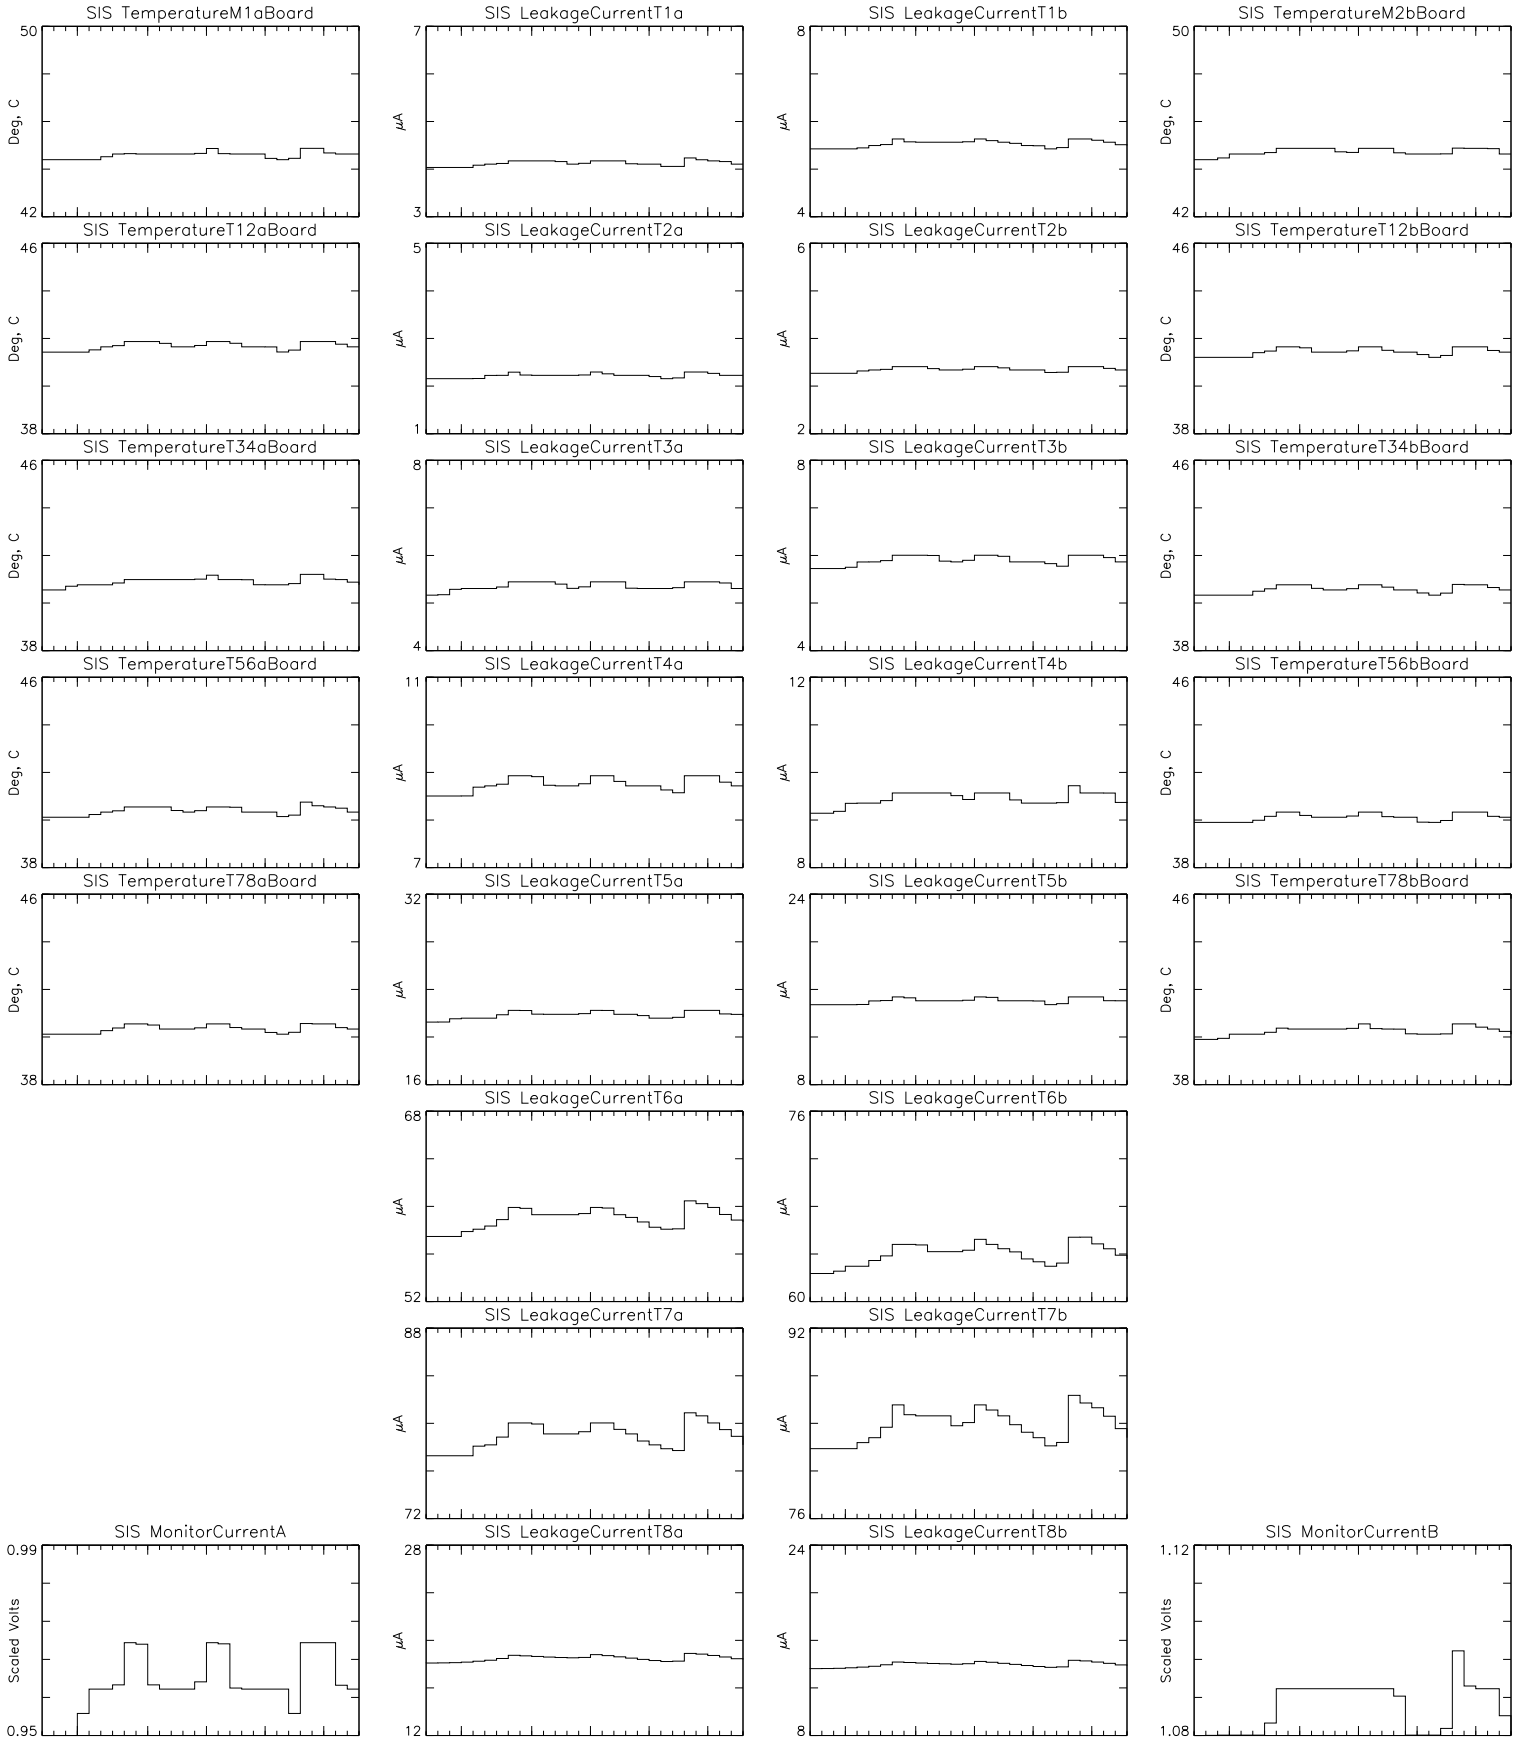 SIS TemperatureM1aBoard
50
Deg, C
42
SIS LeakageCurrentT1a
7
μA
3
SIS LeakageCurrentT1b
8
μA
4
SIS TemperatureM2bBoard
50
Deg, C
42
SIS TemperatureT12aBoard
46
Deg, C
38
SIS LeakageCurrentT2a
5
μA
1
SIS LeakageCurrentT2b
6
μA
2
SIS TemperatureT12bBoard
46
Deg, C
38
SIS TemperatureT34aBoard
46
Deg, C
38
SIS LeakageCurrentT3a
8
μA
4
SIS LeakageCurrentT3b
8
μA
4
SIS TemperatureT34bBoard
46
Deg, C
38
SIS TemperatureT56aBoard
46
Deg, C
38
SIS LeakageCurrentT4a
11
μA
7
SIS LeakageCurrentT4b
12
μA
8
SIS TemperatureT56bBoard
46
Deg, C
38
SIS TemperatureT78aBoard
46
Deg, C
38
SIS LeakageCurrentT5a
32
μA
16
SIS LeakageCurrentT5b
24
μA
8
SIS TemperatureT78bBoard
46
Deg, C
38
SIS LeakageCurrentT6a
68
μA
52
SIS LeakageCurrentT6b
76
μA
60
SIS LeakageCurrentT7a
88
μA
72
SIS LeakageCurrentT7b
92
μA
76
SIS MonitorCurrentA
0.99
Scaled Volts
0.95
SIS LeakageCurrentT8a
28
μA
12
SIS LeakageCurrentT8b
24
μA
8
SIS MonitorCurrentB
1.12
Scaled Volts
1.08